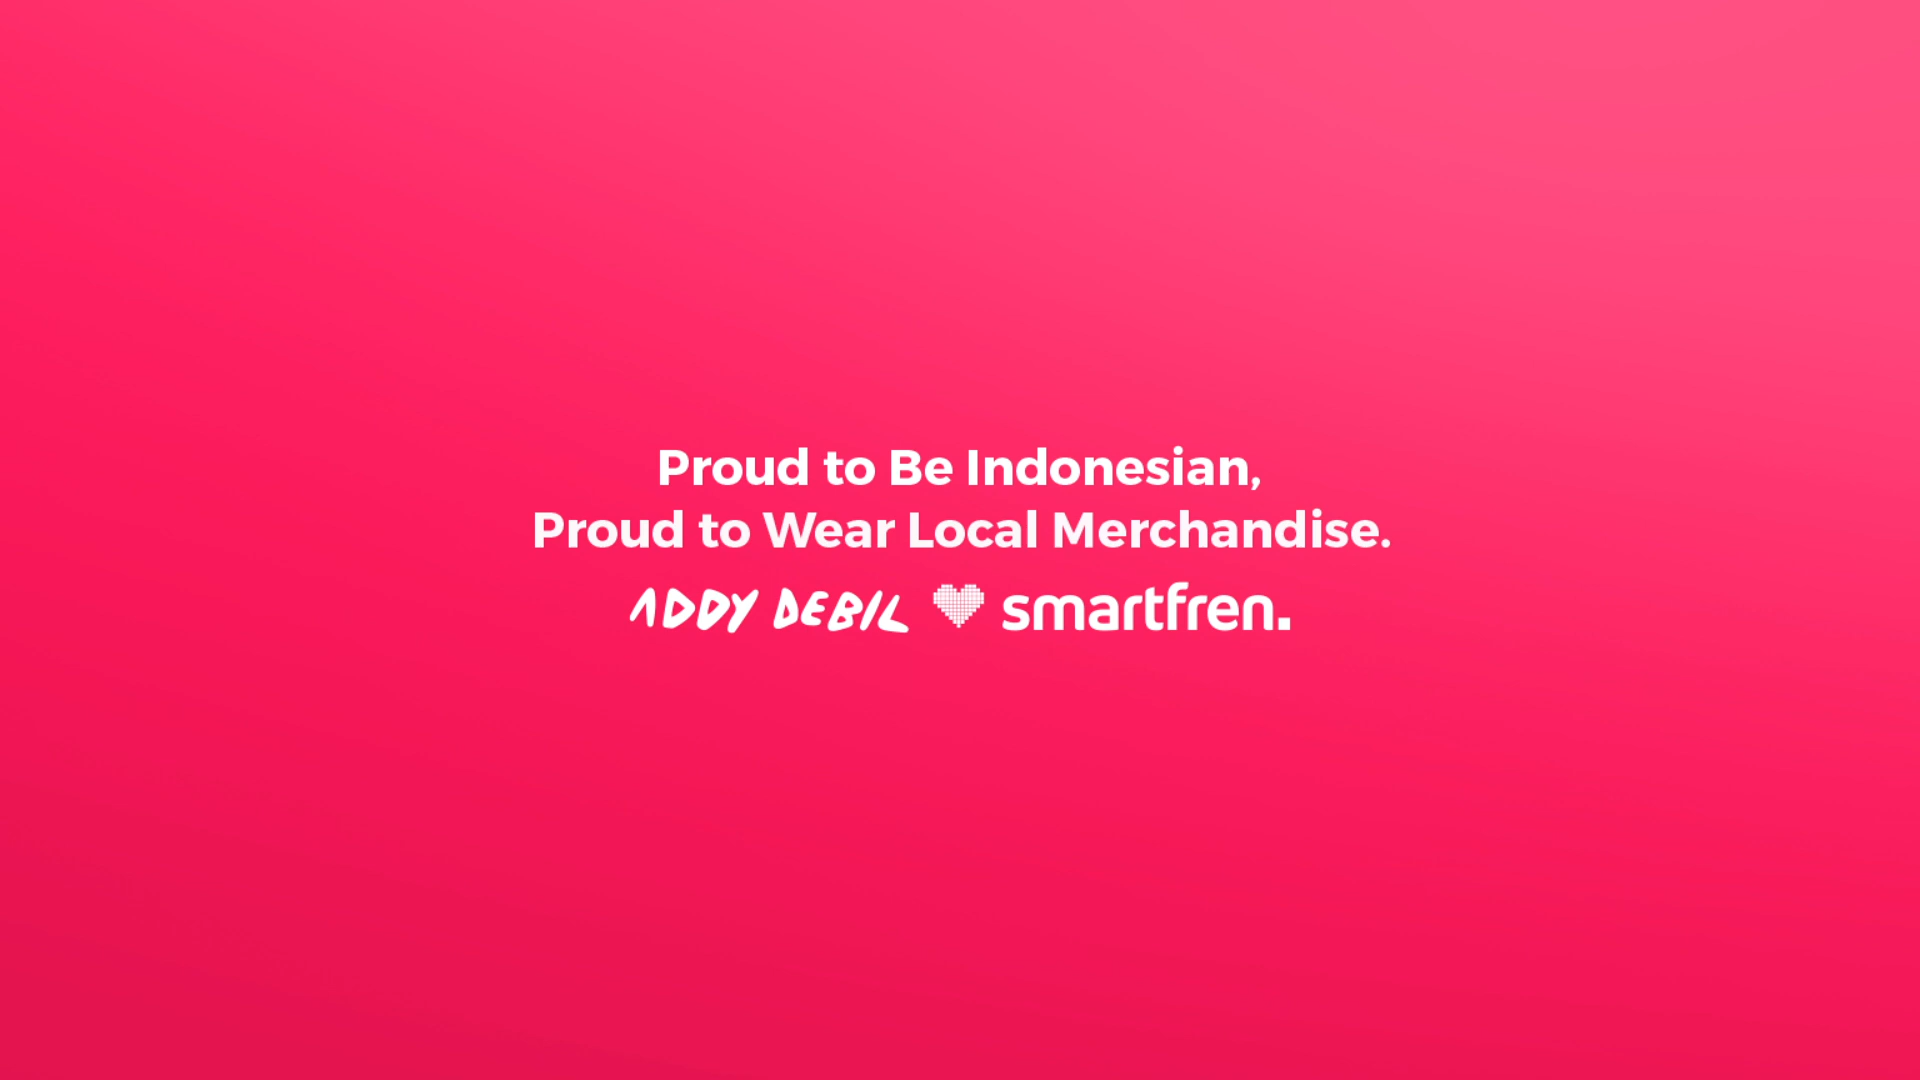 Proud to Be Indonesian,
Proud to Wear Local Merchandise.
ADDY DEBIL smartfren.